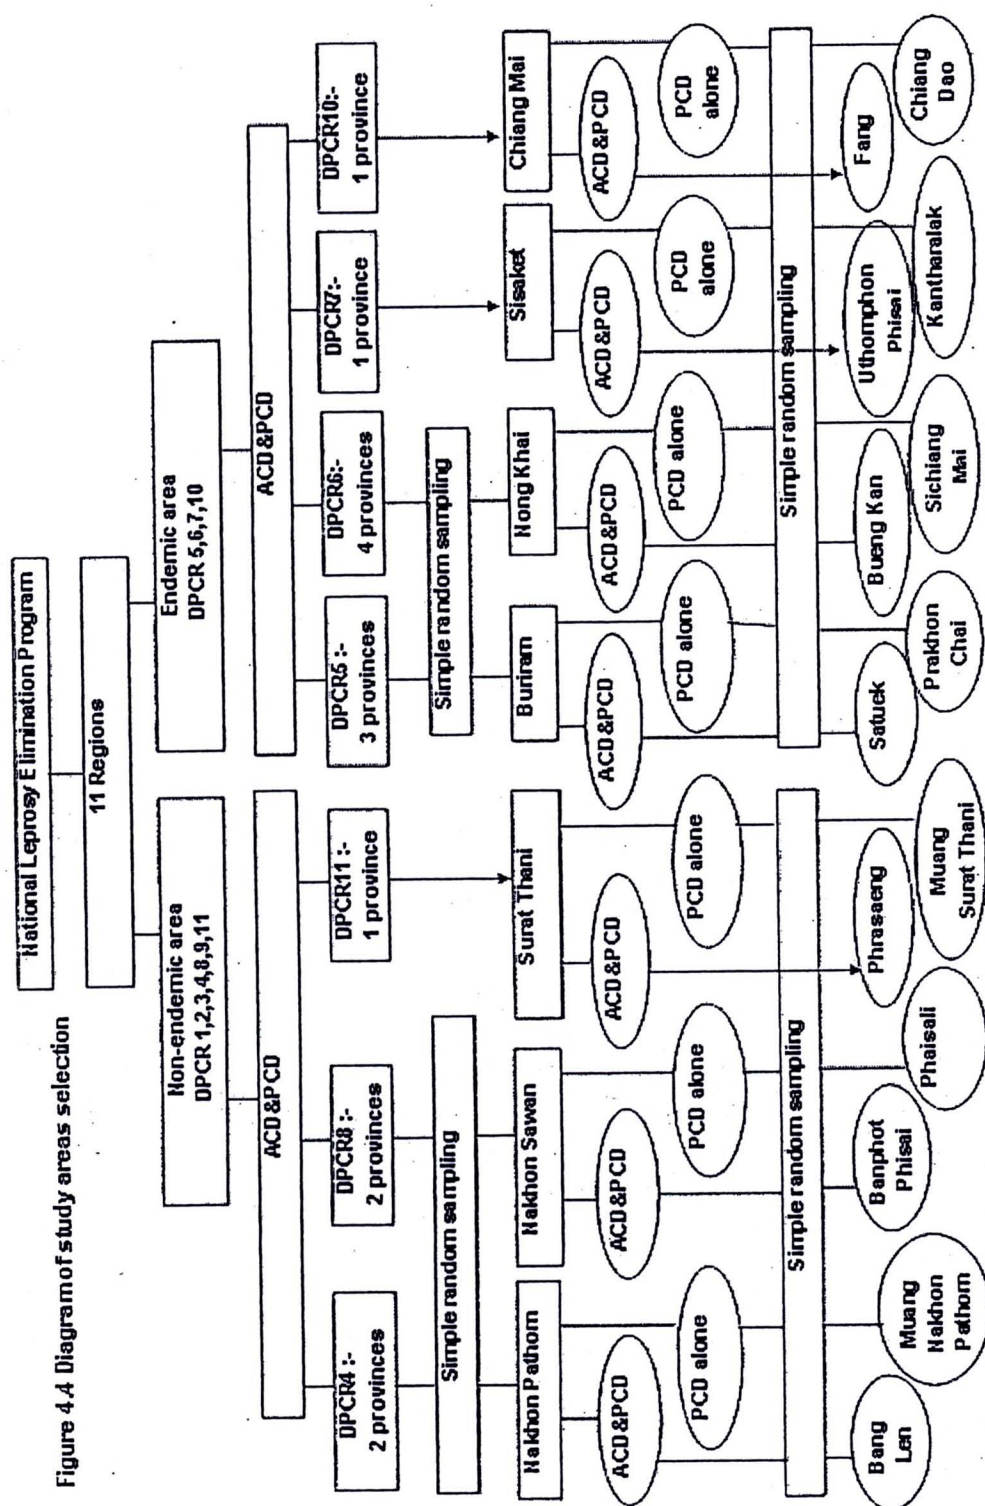 Figure 4.4 Diagram of study areas selection
National Leprosy Elimination Program
11 Regions
Non-endemic area
DPCR 1,2,3,4,8,9,11
Endemic area
DPCR 5,6,7,10
ACD&PCD
ACD&PCD
DPCR4 :-
2 provinces
DPCR8 :-
2 provinces
DPCR11 :-
1 province
DPCR5 :-
3 provinces
DPCR6:-
4 provinces
DPCR7:-
1 province
DPCR10:-
1 province
Simple random sampling
Simple random sampling
Nakhon Pathom
Nakhon Sawan
Surat Thani
Buriram
Nong Khai
Sisaket
Chiang Mai
ACD&PCD
ACD&PCD
ACD&PCD
ACD&PCD
ACD&PCD
ACD&PCD
ACD&PCD
PCD alone
PCD alone
PCD alone
PCD alone
PCD alone
PCD
alone
PCD
alone
Simple random sampling
Simple random sampling
Bang
Len
Muang
Nakhon
Pathom
Banphot
Phisai
Phaisali
Phrasaeng
Muang
Surat Thani
Satuek
Prakhon
Chai
Bueng Kan
Sichiang
Mai
Uthomphon
Phisai
Kantharalak
Fang
Chiang
Dao